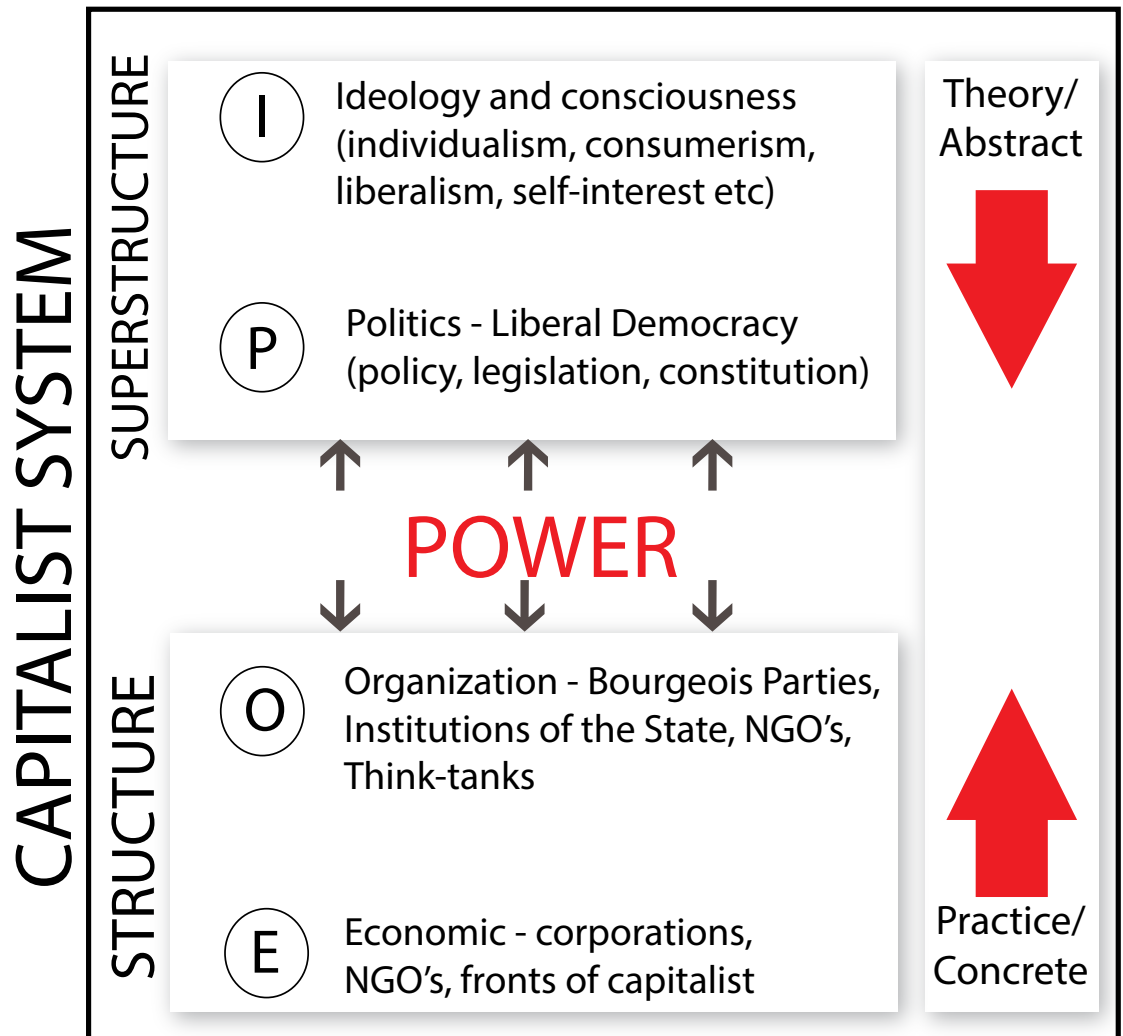 CAPITALIST SYSTEM
SUPERSTRUCTURE
I
Ideology and consciousness
(individualism, consumerism,
liberalism, self-interest etc)
P
Politics - Liberal Democracy
(policy, legislation, constitution)
POWER
STRUCTURE
O
Organization - Bourgeois Parties,
Institutions of the State, NGO’s,
Think-tanks
E
Economic - corporations,
NGO’s, fronts of capitalist
Theory/
Abstract
Practice/
Concrete